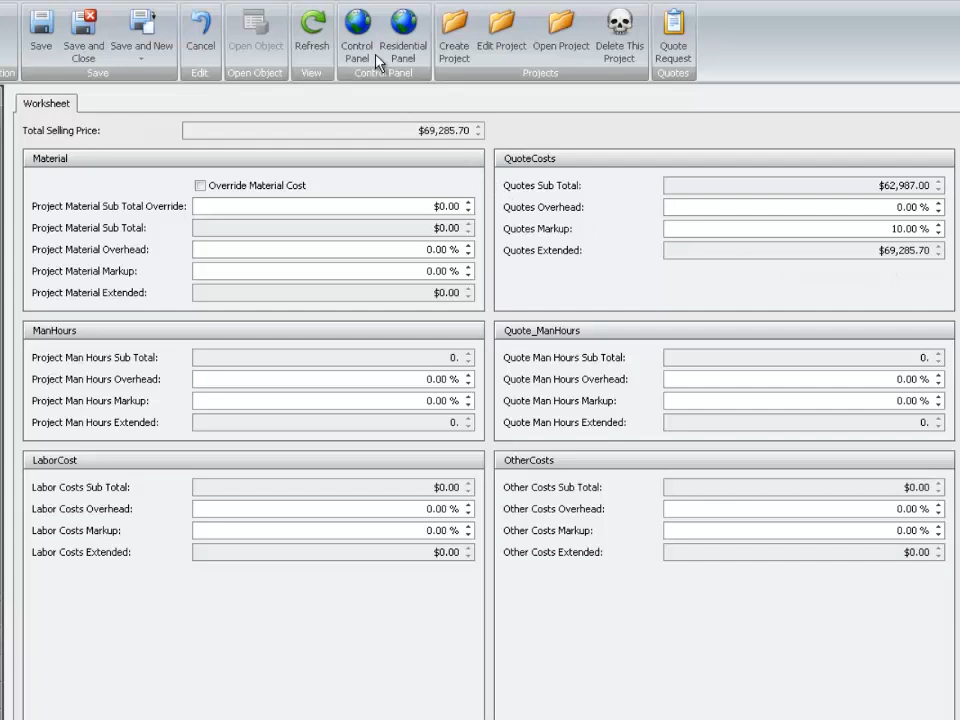 Save
Save and Close
Save and New
Cancel
Open Object
Refresh
Control Panel
Residential Panel
Create Project
Edit Project
Open Project
Delete This Project
Quote Request
tion
Save
Edit
Open Object
View
Projects
Quotes
Worksheet
Total Selling Price: $69,285.70
Material
Override Material Cost
Project Material Sub Total Override: $0.00
Project Material Sub Total: $0.00
Project Material Overhead: 0.00 %
Project Material Markup: 0.00 %
Project Material Extended: $0.00
QuoteCosts
Quotes Sub Total: $62,987.00
Quotes Overhead: 0.00 %
Quotes Markup: 10.00 %
Quotes Extended: $69,285.70
ManHours
Project Man Hours Sub Total: 0.
Project Man Hours Overhead: 0.00 %
Project Man Hours Markup: 0.00 %
Project Man Hours Extended: 0.
Quote_ManHours
Quote Man Hours Sub Total: 0.
Quote Man Hours Overhead: 0.00 %
Quote Man Hours Markup: 0.00 %
Quote Man Hours Extended: 0.
LaborCost
Labor Costs Sub Total: $0.00
Labor Costs Overhead: 0.00 %
Labor Costs Markup: 0.00 %
Labor Costs Extended: $0.00
OtherCosts
Other Costs Sub Total: $0.00
Other Costs Overhead: 0.00 %
Other Costs Markup: 0.00 %
Other Costs Extended: $0.00